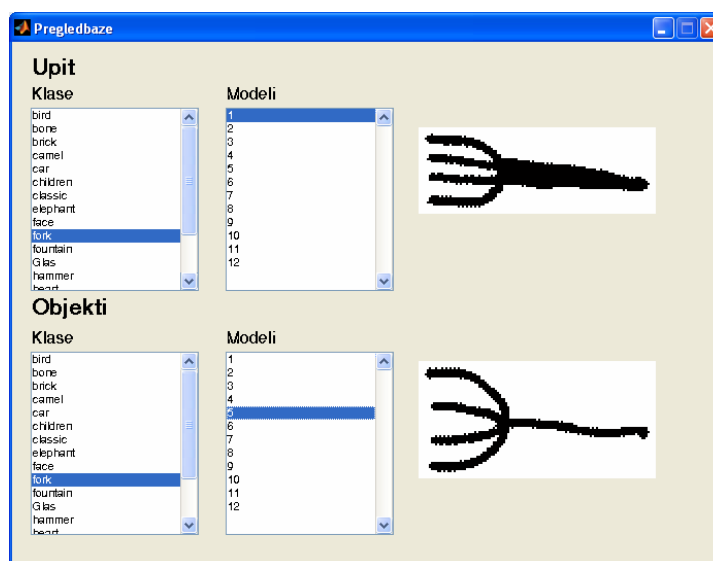 Pregledbaze
Upit
Klase
Modeli
bird
bone
brick
camel
car
children
classic
elephant
face
fork
fountain
Glas
hammer
heart
1
2
3
4
5
6
7
8
9
10
11
12
Objekti
Klase
Modeli
bird
bone
brick
camel
car
children
classic
elephant
face
fork
fountain
Glas
hammer
heart
1
2
3
4
5
6
7
8
9
10
11
12